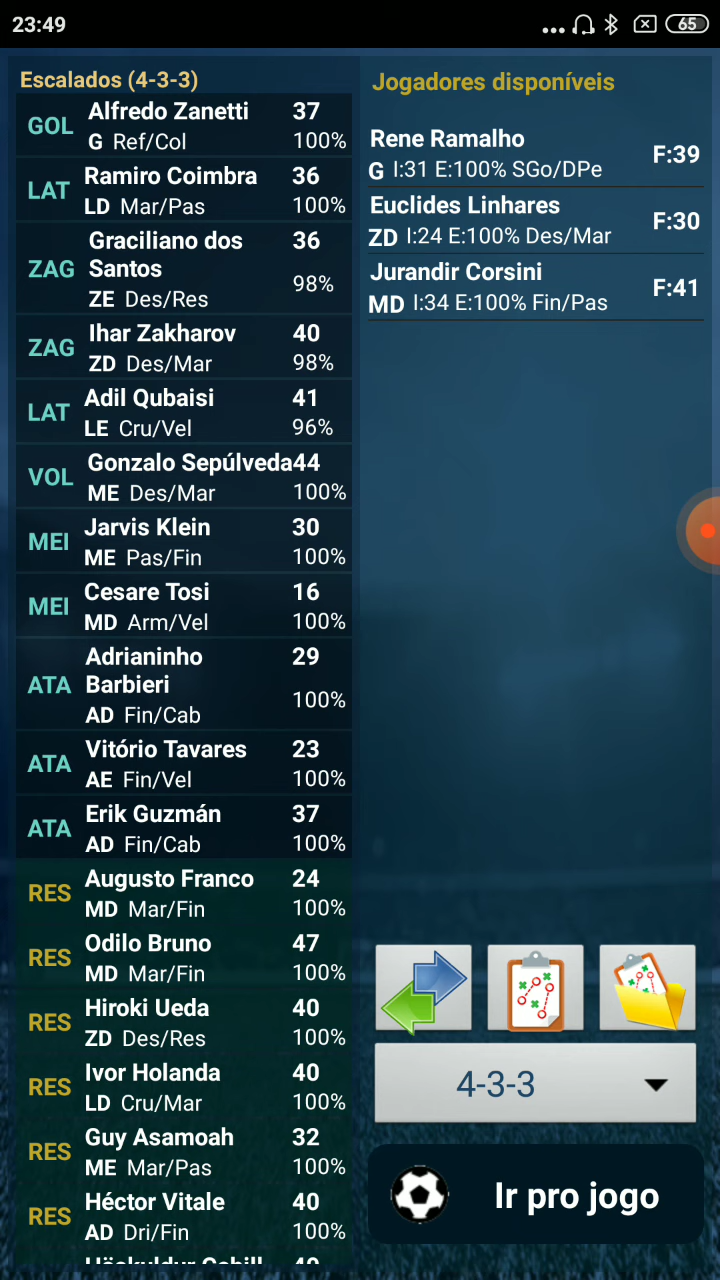 23:49
65
Escalados (4-3-3)
GOL
Alfredo Zanetti 37
G Ref/Col 100%
LAT
Ramiro Coimbra 36
LD Mar/Pas 100%
ZAG
Graciliano dos 36
Santos
98%
ZE Des/Res
ZAG
Ihar Zakharov 40
ZD Des/Mar 98%
LAT
Adil Qubaisi 41
LE Cru/Vel 96%
VOL
Gonzalo Sepúlveda44
ME Des/Mar 100%
MEI
Jarvis Klein 30
ME Pas/Fin 100%
MEI
Cesare Tosi 16
MD Arm/Vel 100%
ATA
Adrianinho 29
Barbieri
100%
AD Fin/Cab
ATA
Vitório Tavares 23
AE Fin/Vel 100%
ATA
Erik Guzmán 37
AD Fin/Cab 100%
RES
Augusto Franco 24
MD Mar/Fin 100%
RES
Odilo Bruno 47
MD Mar/Fin 100%
RES
Hiroki Ueda 40
ZD Des/Res 100%
RES
Ivor Holanda 40
LD Cru/Mar 100%
RES
Guy Asamoah 32
ME Mar/Pas 100%
RES
Héctor Vitale 40
AD Dri/Fin 100%
Jogadores disponíveis
Rene Ramalho
G I:31 E:100% SGo/DPe F:39
Euclides Linhares
ZD I:24 E:100% Des/Mar F:30
Jurandir Corsini
MD I:34 E:100% Fin/Pas F:41
4-3-3
Ir pro jogo